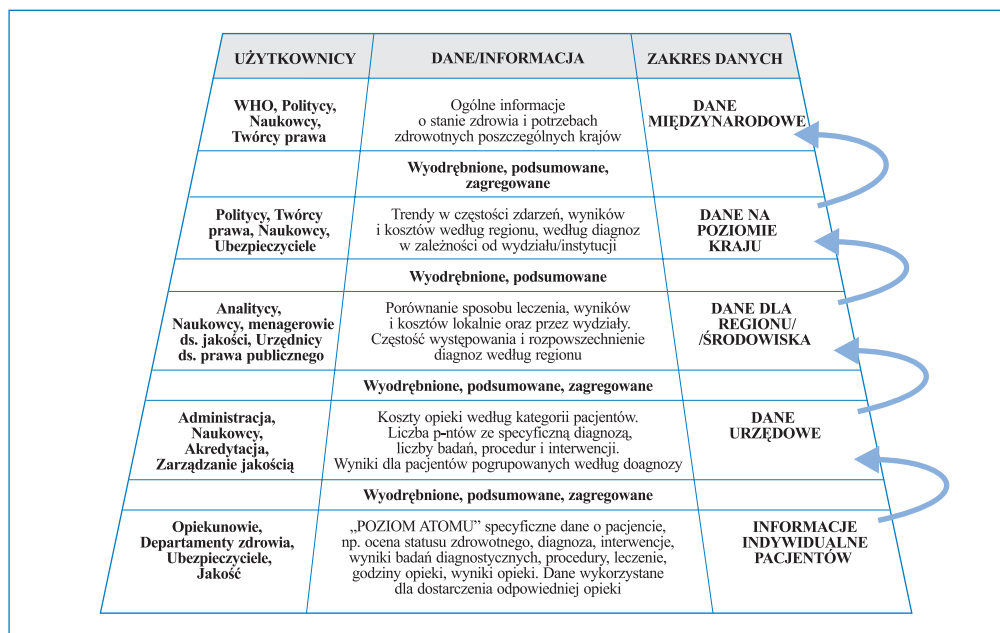 UŻYTKOWNICY
DANE/INFORMACJA
ZAKRES DANYCH
WHO, Politycy,
Naukowcy,
Twórcy prawa
Ogólne informacje
o stanie zdrowia i potrzebach
zdrowotnych poszczególnych krajów
DANE
MIĘDZYNARODOWE
Wyodrębnione, podsumowane,
zagregowane
Politycy, Twórcy
prawa, Naukowcy,
Ubezpieczyciele
Trendy w częstości zdarzeń, wyników
i kosztów według regionu, według diagnoz
w zależności od wydziału/instytucji
DANE NA
POZIOMIE
KRAJU
Wyodrębnione, podsumowane
Analitycy,
Naukowcy, menagerowie
ds. jakości, Urzędnicy
ds. prawa publicznego
Porównanie sposobu leczenia, wyników
i kosztów lokalnie oraz przez wydziały.
Częstość występowania i rozpowszechnienie
diagnoz według regionu
DANE DLA
REGIONU/
/ŚRODOWISKA
Wyodrębnione, podsumowane, zagregowane
Administracja,
Naukowcy,
Akredytacja,
Zarządzanie jakością
Koszty opieki według kategorii pacjentów.
Liczba p-ntów ze specyficzną diagnozą,
liczby badań, procedur i interwencji.
Wyniki dla pacjentów pogrupowanych według doagnozy
DANE
URZĘDOWE
Wyodrębnione, podsumowane, zagregowane
Opiekunowie,
Departamenty zdrowia,
Ubezpieczyciele,
Jakość
„POZIOM ATOMU” specyficzne dane o pacjencie,
np. ocena statusu zdrowotnego, diagnoza, interwencje,
wyniki badań diagnostycznych, procedury, leczenie,
godziny opieki, wyniki opieki. Dane wykorzystane
dla dostarczenia odpowiedniej opieki
INFORMACJE
INDYWIDUALNE
PACJENTÓW